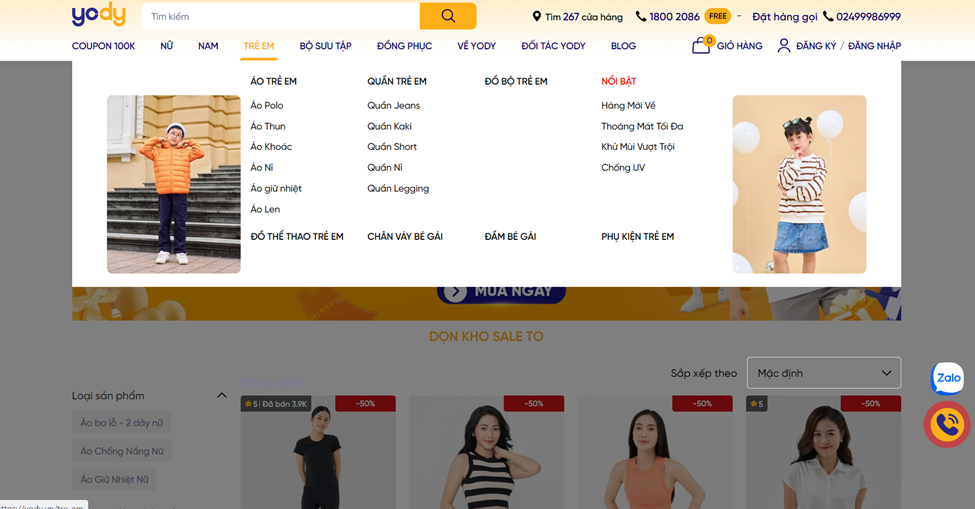 yody
Tìm kiếm
Tìm 267 cửa hàng
1800 2086 FREE - Đặt hàng gọi 02499986999
COUPON 100K NỮ NAM TRẺ EM BỘ SƯU TẬP ĐỒNG PHỤC VỀ YODY ĐỐI TÁC YODY BLOG 0 GIỎ HÀNG ĐĂNG KÝ / ĐĂNG NHẬP
ÁO TRẺ EM QUẦN TRẺ EM ĐỒ BỘ TRẺ EM NỔI BẬT
Áo Polo Quần Jeans Hàng Mới Về
Áo Thun Quần Kaki Thoáng Mát Tối Đa
Áo Khoác Quần Short Khử Mùi Vượt Trội
Áo Nỉ Quần Nỉ Chống UV
Áo giữ nhiệt Quần Legging
Áo Len
ĐỒ THỂ THAO TRẺ EM CHÂN VÁY BÉ GÁI ĐẦM BÉ GÁI PHỤ KIỆN TRẺ EM
MUA NGAY
DỌN KHO SALE TO
Sắp xếp theo Mặc định
Zalo
Loại sản phẩm
Áo ba lỗ - 2 dây nữ
Áo Chống Nắng Nữ
Áo Giữ Nhiệt Nữ
5 | Đã bán 3.9K -50% -50% -50% 5 -50%